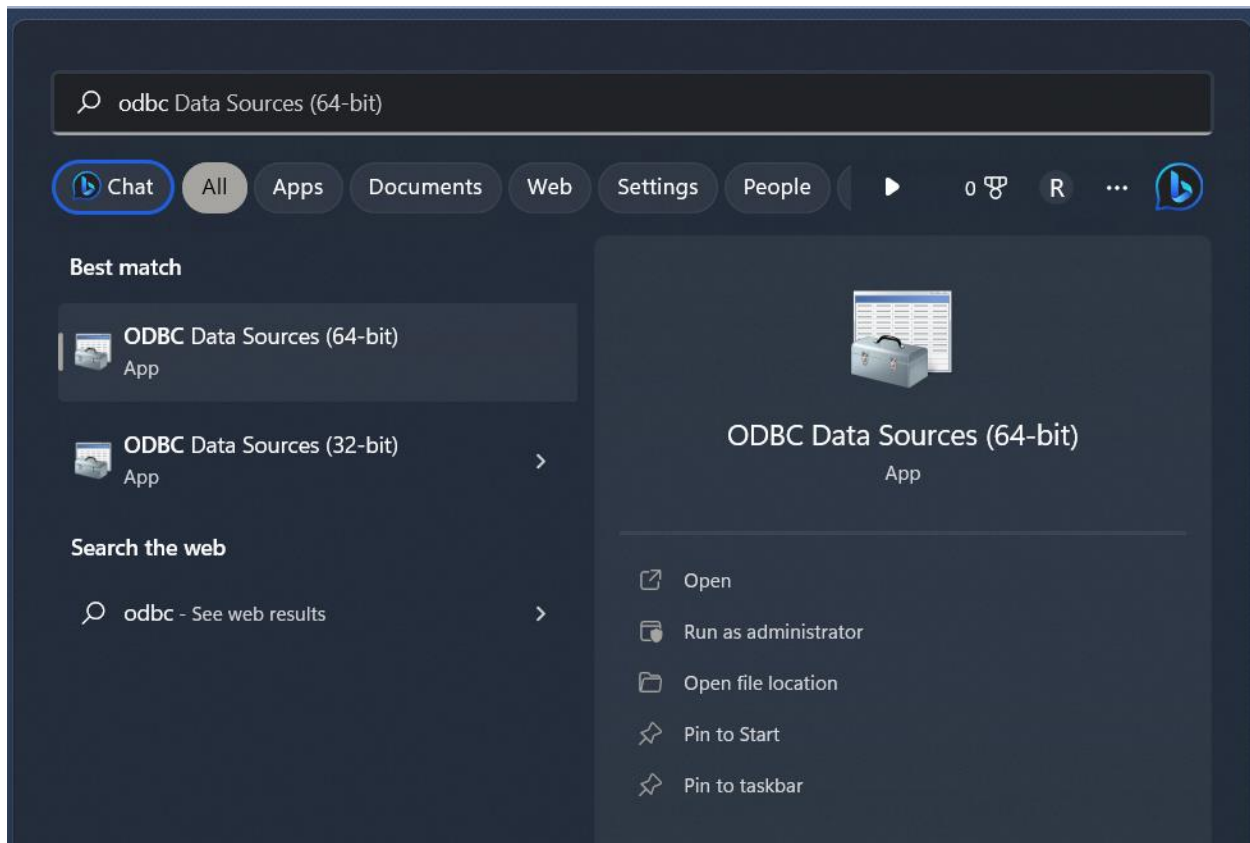 odbc Data Sources (64-bit)
Chat All Apps Documents Web Settings People 0 R ...
Best match
ODBC Data Sources (64-bit)
App
ODBC Data Sources (32-bit)
App
Search the web
odbc - See web results
ODBC Data Sources (64-bit)
App
Open
Run as administrator
Open file location
Pin to Start
Pin to taskbar